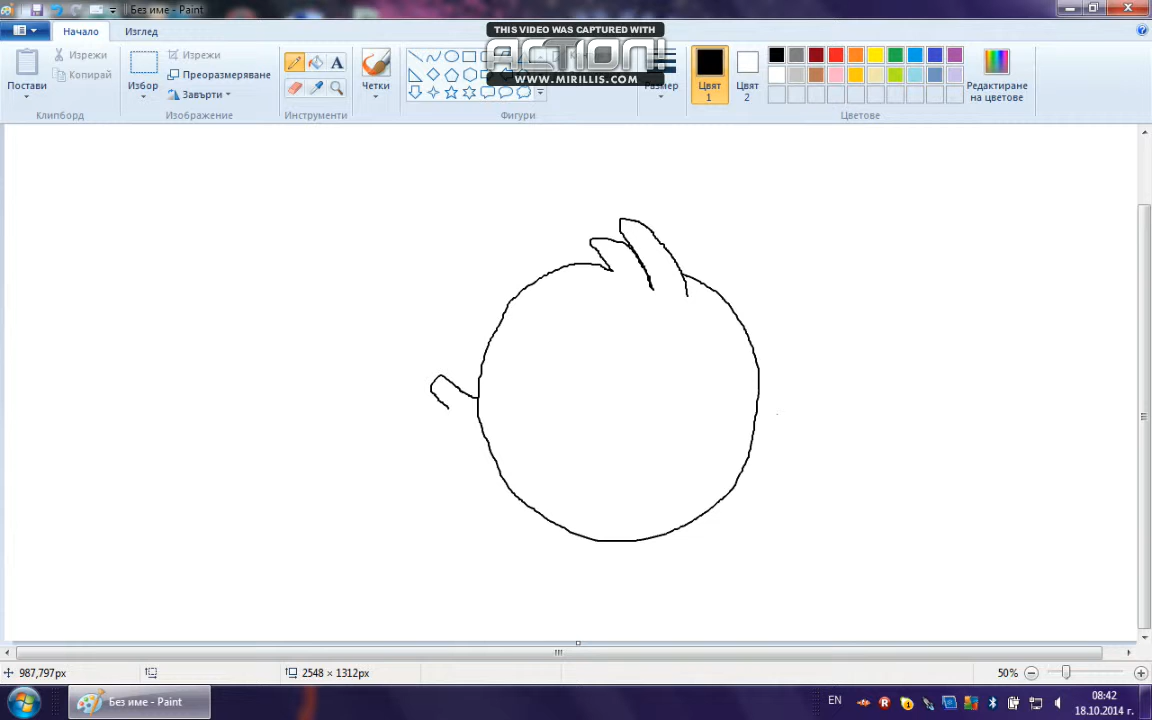 Без име - Paint
Начало
Изглед
THIS VIDEO WAS CAPTURED WITH
ACTION!
WWW.MIRILLIS.COM
Постави
Изрежи
Копирай
Клипборд
Избор
Изрежи
Преоразмеряване
Завърти
Изображение
A
Инструменти
Четки
Фигури
Размер
Цвят
1
Цвят
2
Редактиране
на цветове
Цветове
987,797px
2548 × 1312px
50%
Без име - Paint
EN
08:42
18.10.2014 г.